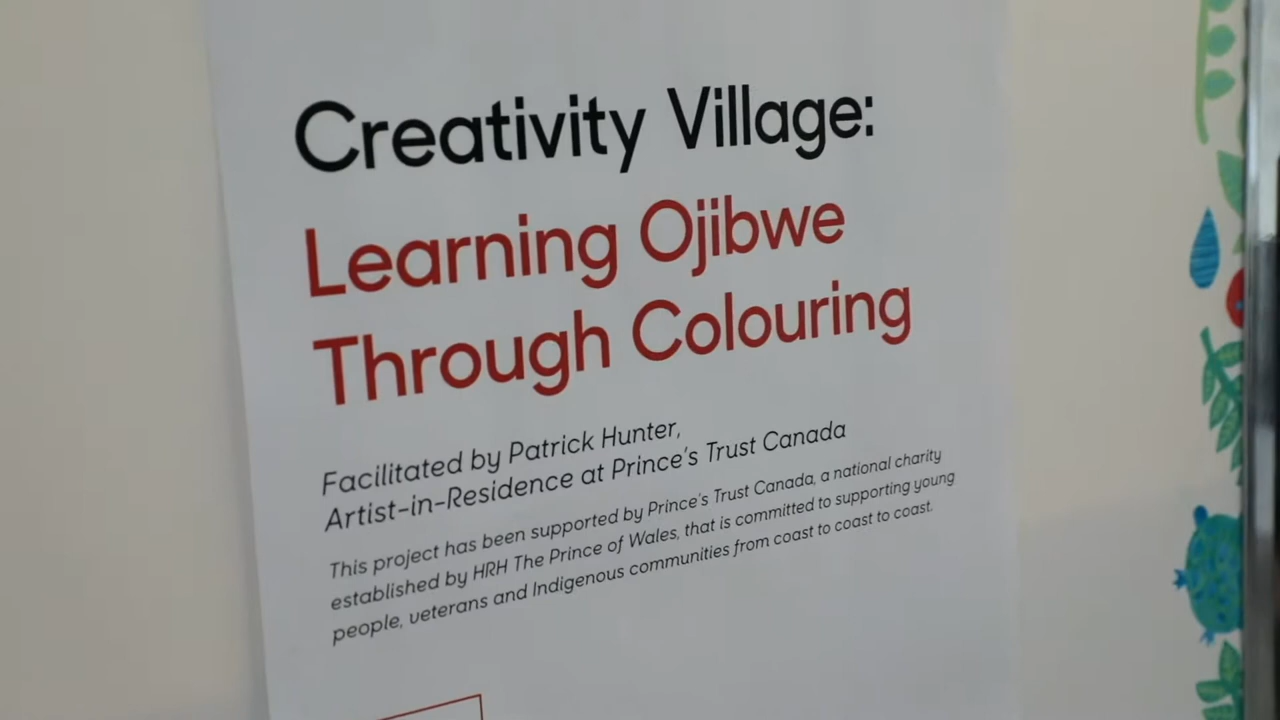 Creativity Village:
Learning Ojibwe
Through Colouring
Facilitated by Patrick Hunter,
Artist-in-Residence at Prince's Trust Canada
This project has been supported by Prince's Trust Canada, a national charity
established by HRH The Prince of Wales, that is committed to supporting young
people, veterans and Indigenous communities from coast to coast to coast.